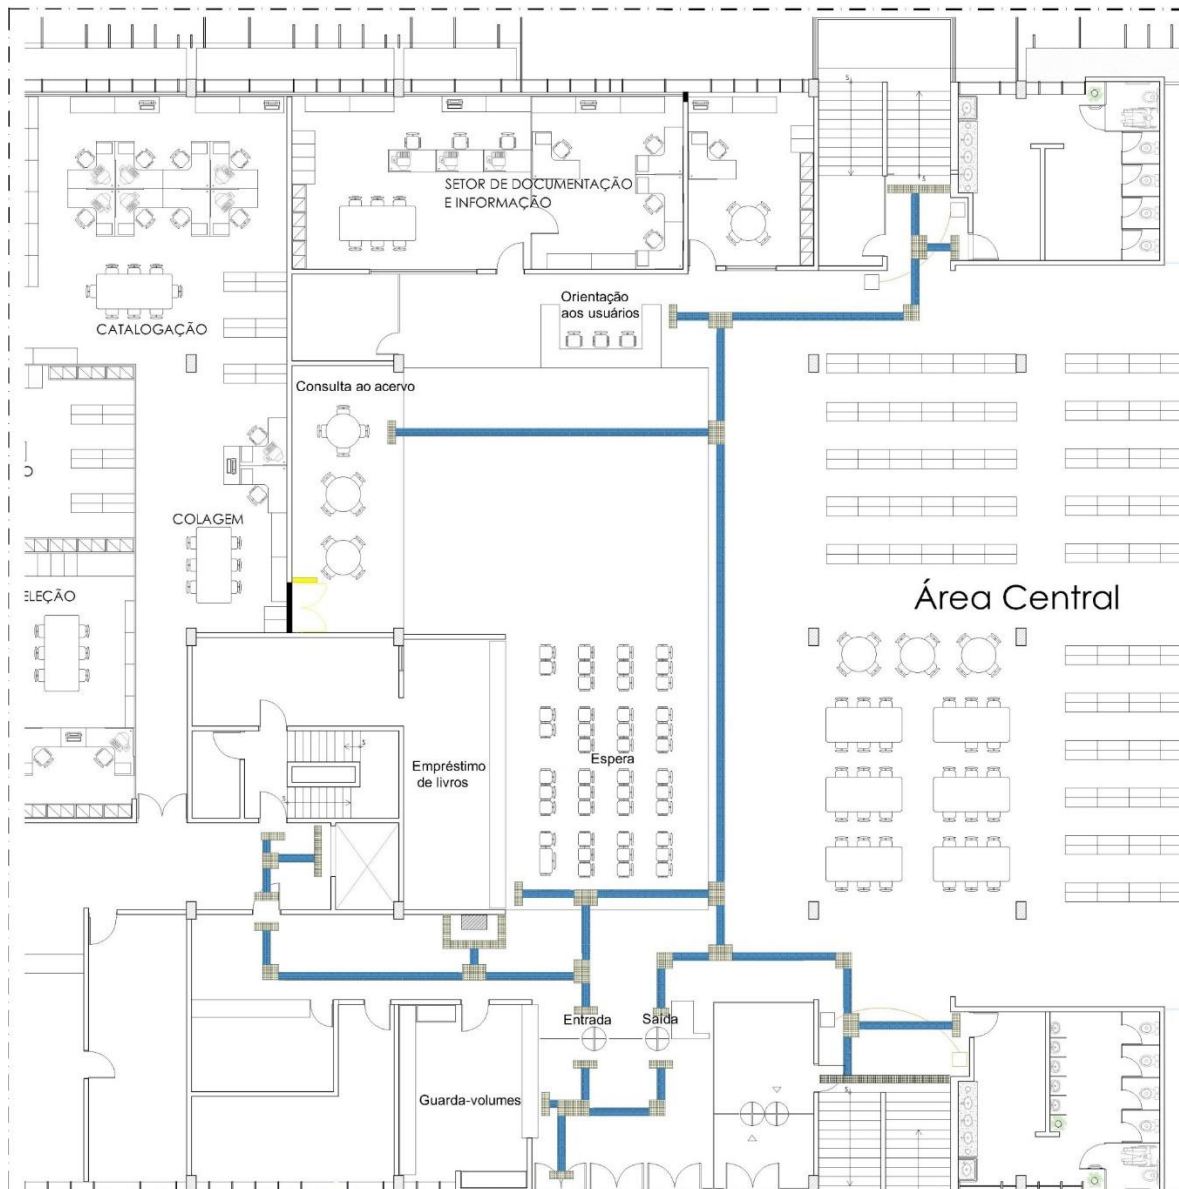 SETOR DE DOCUMENTAÇÃO
E INFORMAÇÃO
Orientação
aos usuários
CATALOGAÇÃO
Consulta ao acervo
COLAGEM
Área Central
ELEÇÃO
O
Empréstimo
de livros
Espera
Entrada
Saída
Guarda-volumes